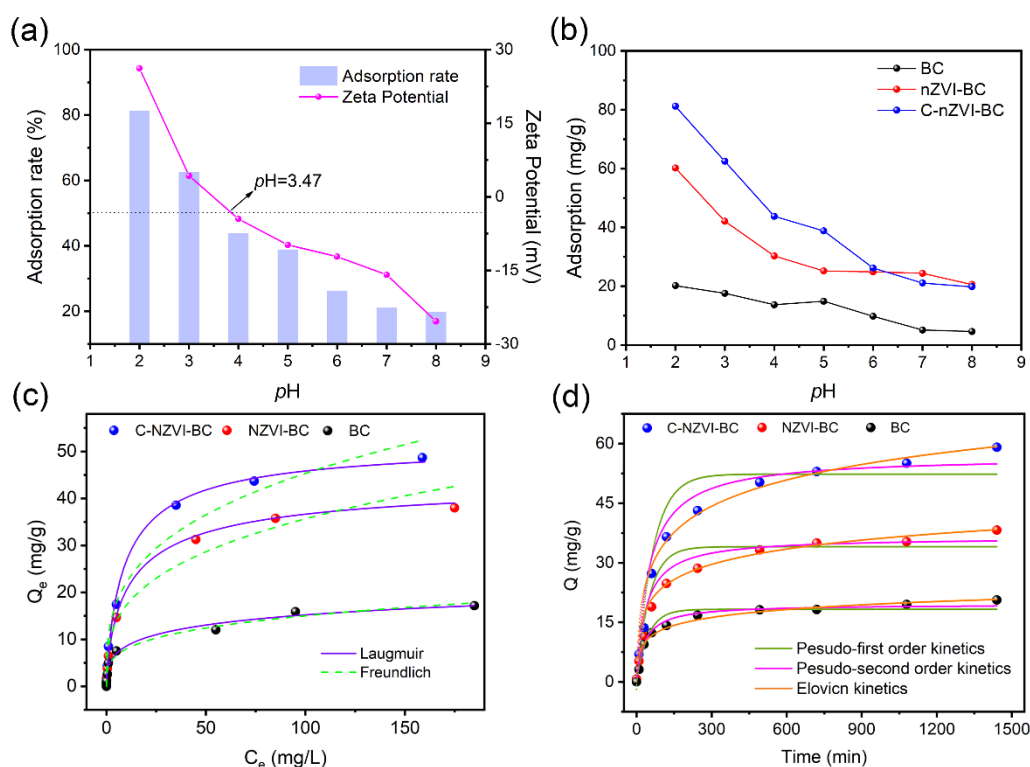 (a)
Adsorption rate (%)
100
80
60
40
20
Adsorption rate
Zeta Potential
pH=3.47
30
15
0
-15
-30
Zeta Potential (mV)
1 2 3 4 5 6 7 8 9
pH
(b)
Adsorption (mg/g)
100
80
60
40
20
0
BC
nZVI-BC
C-nZVI-BC
1 2 3 4 5 6 7 8 9
pH
(c)
C-NZVI-BC NZVI-BC BC
Qe (mg/g)
50
40
30
20
10
0
Laugmuir
Freundlich
0 50 100 150
Ce (mg/L)
(d)
C-NZVI-BC NZVI-BC BC
Q (mg/g)
60
45
30
15
0
Pesudo-first order kinetics
Pesudo-second order kinetics
Elovicn kinetics
0 300 600 900 1200 1500
Time (min)